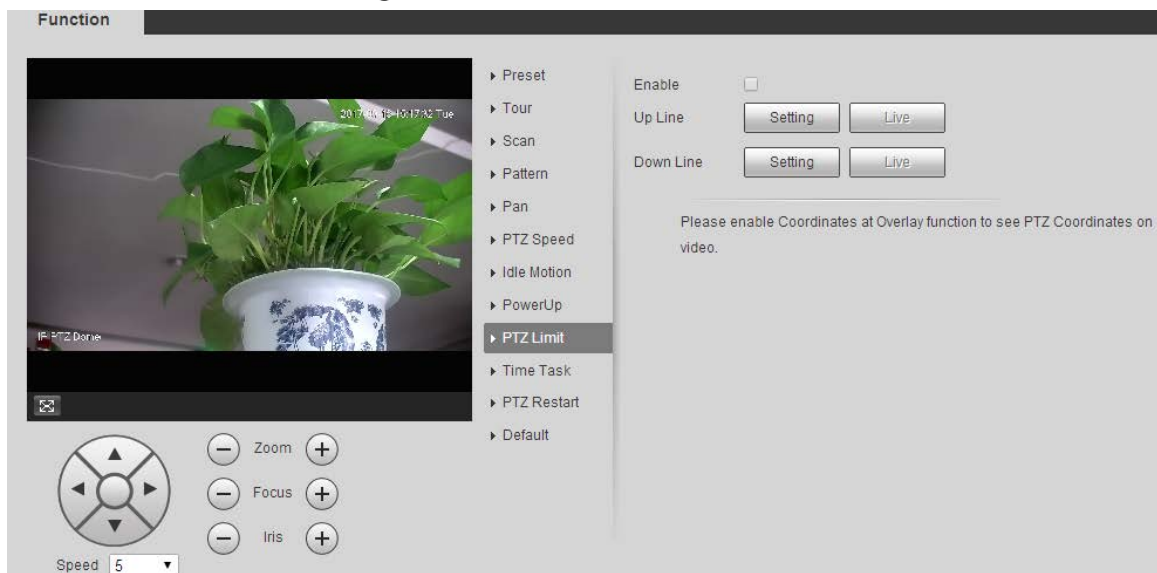 Function
Preset
Tour
Scan
Pattern
Pan
PTZ Speed
Idle Motion
PowerUp
PTZ Limit
Time Task
PTZ Restart
Default
Enable
Up Line Setting Live
Down Line Setting Live
Please enable Coordinates at Overlay function to see PTZ Coordinates on
video.
Tue
IP PTZ Dome
Zoom
Focus
Iris
Speed 5